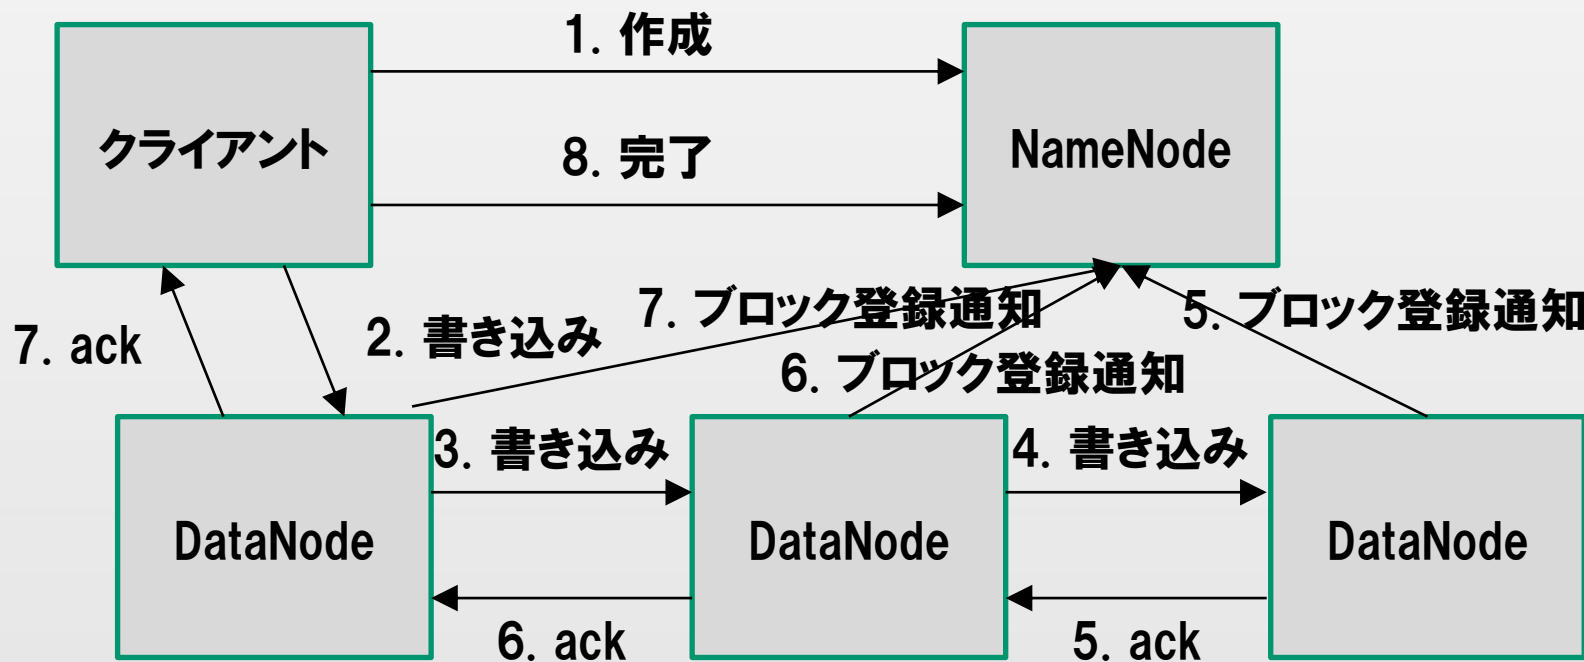 1. 作成
クライアント
NameNode
8. 完了
7. ブロック登録通知
5. ブロック登録通知
2. 書き込み
7. ack
6. ブロック登録通知
3. 書き込み
4. 書き込み
DataNode
DataNode
DataNode
6. ack
5. ack